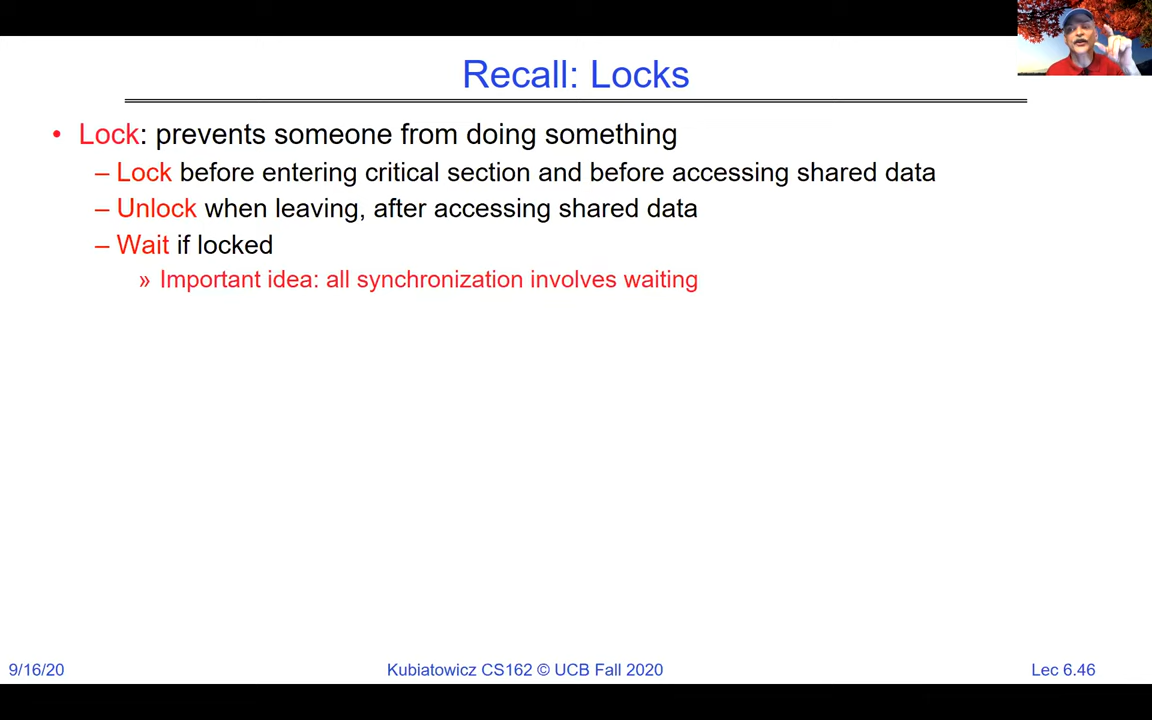 Recall: Locks
• Lock: prevents someone from doing something
– Lock before entering critical section and before accessing shared data
– Unlock when leaving, after accessing shared data
– Wait if locked
» Important idea: all synchronization involves waiting
9/16/20 Kubiatowicz CS162 © UCB Fall 2020 Lec 6.46